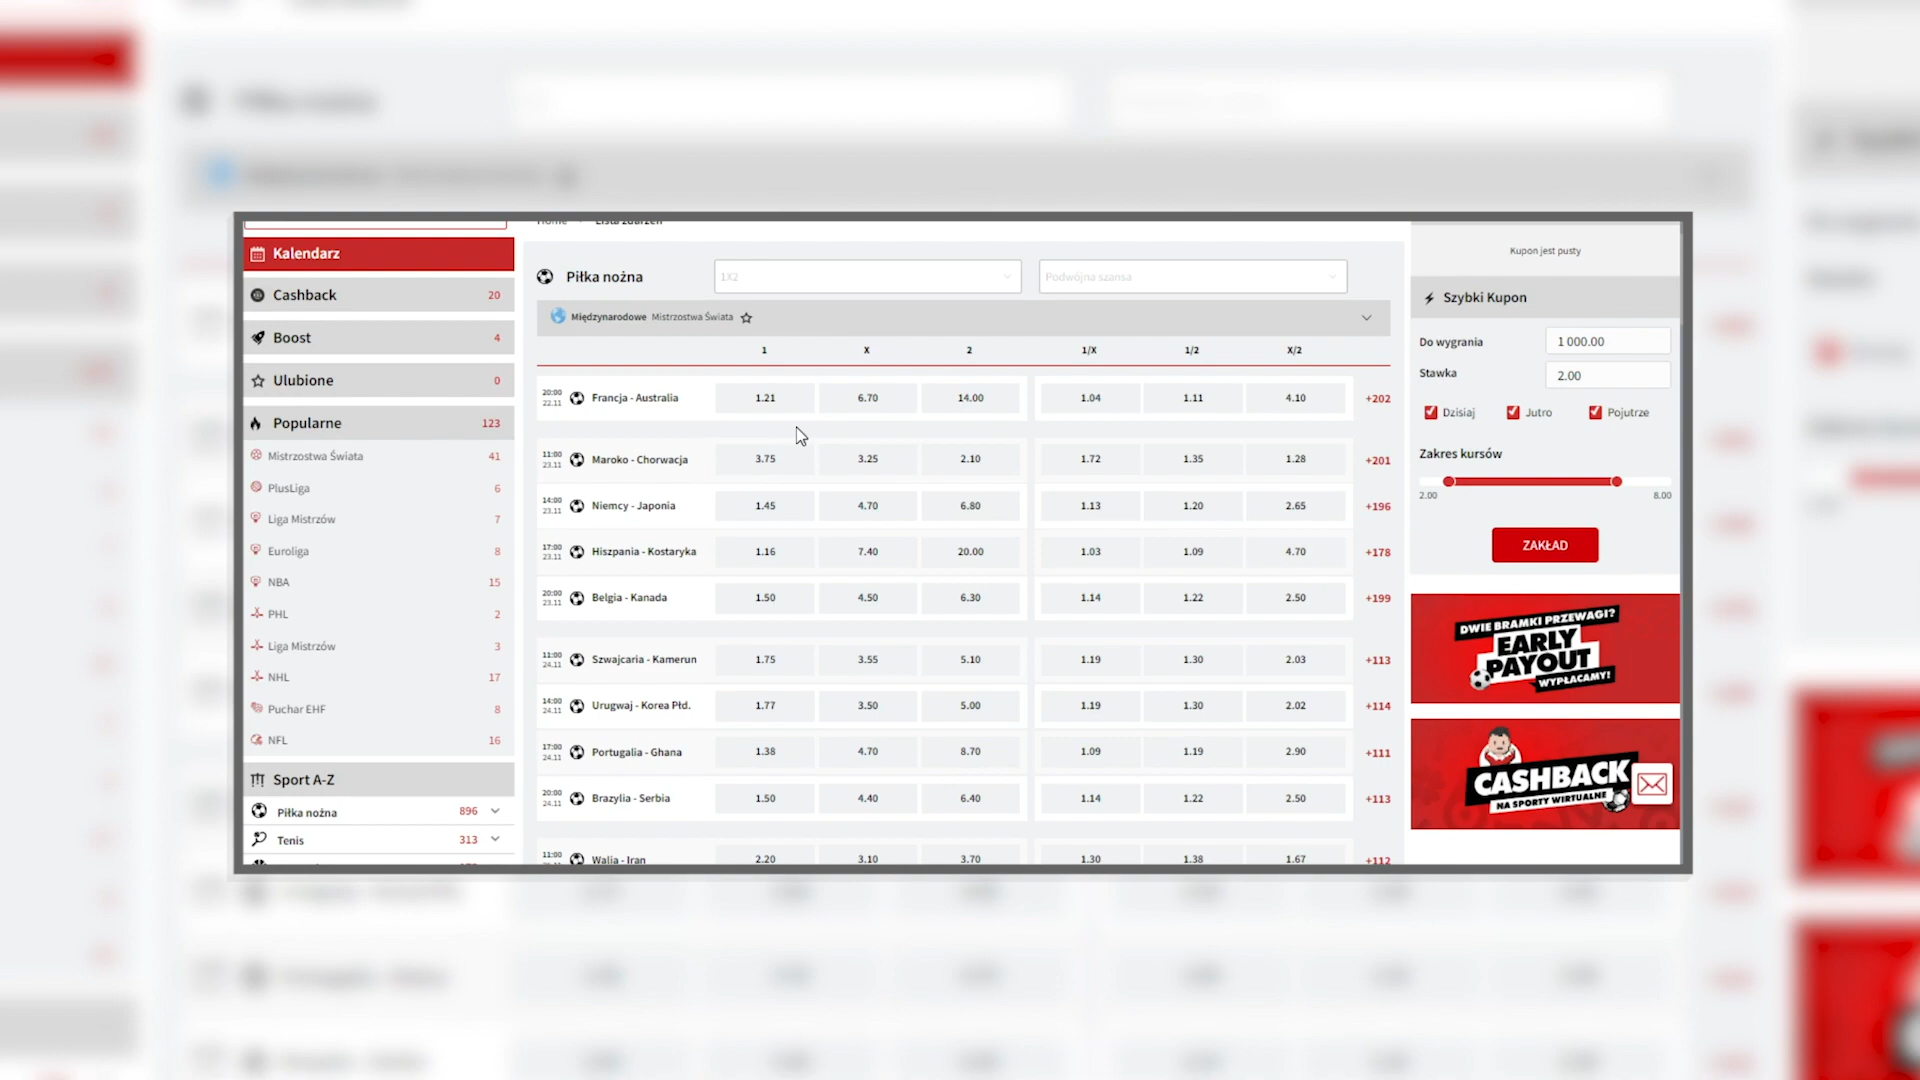 Lista zdarzeń
Kalendarz
Cashback 20
Boost 4
Ulubione 0
Popularne 123
Mistrzostwa Świata 41
PlusLiga 6
Liga Mistrzów 7
Euroliga 8
NBA 15
PHL 2
Liga Mistrzów 3
NHL 17
Puchar EHF 8
NFL 16
Sport A-Z
Piłka nożna 896
Tenis 313
Piłka nożna 1X2 Podwójna szansa
Międzynarodowe Mistrzostwa Świata
1 X 2 1/X 1/2 X/2
20:00 22.11 Francja - Australia 1.21 6.70 14.00 1.04 1.11 4.10 +202
11:00 23.11 Maroko - Chorwacja 3.75 3.25 2.10 1.72 1.35 1.28 +201
14:00 23.11 Niemcy - Japonia 1.45 4.70 6.80 1.13 1.20 2.65 +196
17:00 23.11 Hiszpania - Kostaryka 1.16 7.40 20.00 1.03 1.09 4.70 +178
20:00 23.11 Belgia - Kanada 1.50 4.50 6.30 1.14 1.22 2.50 +199
11:00 24.11 Szwajcaria - Kamerun 1.75 3.55 5.10 1.19 1.30 2.03 +113
14:00 24.11 Urugwaj - Korea Płd. 1.77 3.50 5.00 1.19 1.30 2.02 +114
17:00 24.11 Portugalia - Ghana 1.38 4.70 8.70 1.09 1.19 2.90 +111
20:00 24.11 Brazylia - Serbia 1.50 4.40 6.40 1.14 1.22 2.50 +113
11:00 Walia - Iran 2.20 3.10 3.70 1.30 1.38 1.67 +112
Kupon jest pusty
Szybki Kupon
Do wygrania 1 000.00
Stawka 2.00
Dzisiaj Jutro Pojutrze
Zakres kursów
2.00 8.00
ZAKŁAD
DWIE BRAMKI PRZEWAGI?
EARLY
PAYOUT
WYPŁACAMY!
CASHBACK
NA SPORTY WIRTUALNE